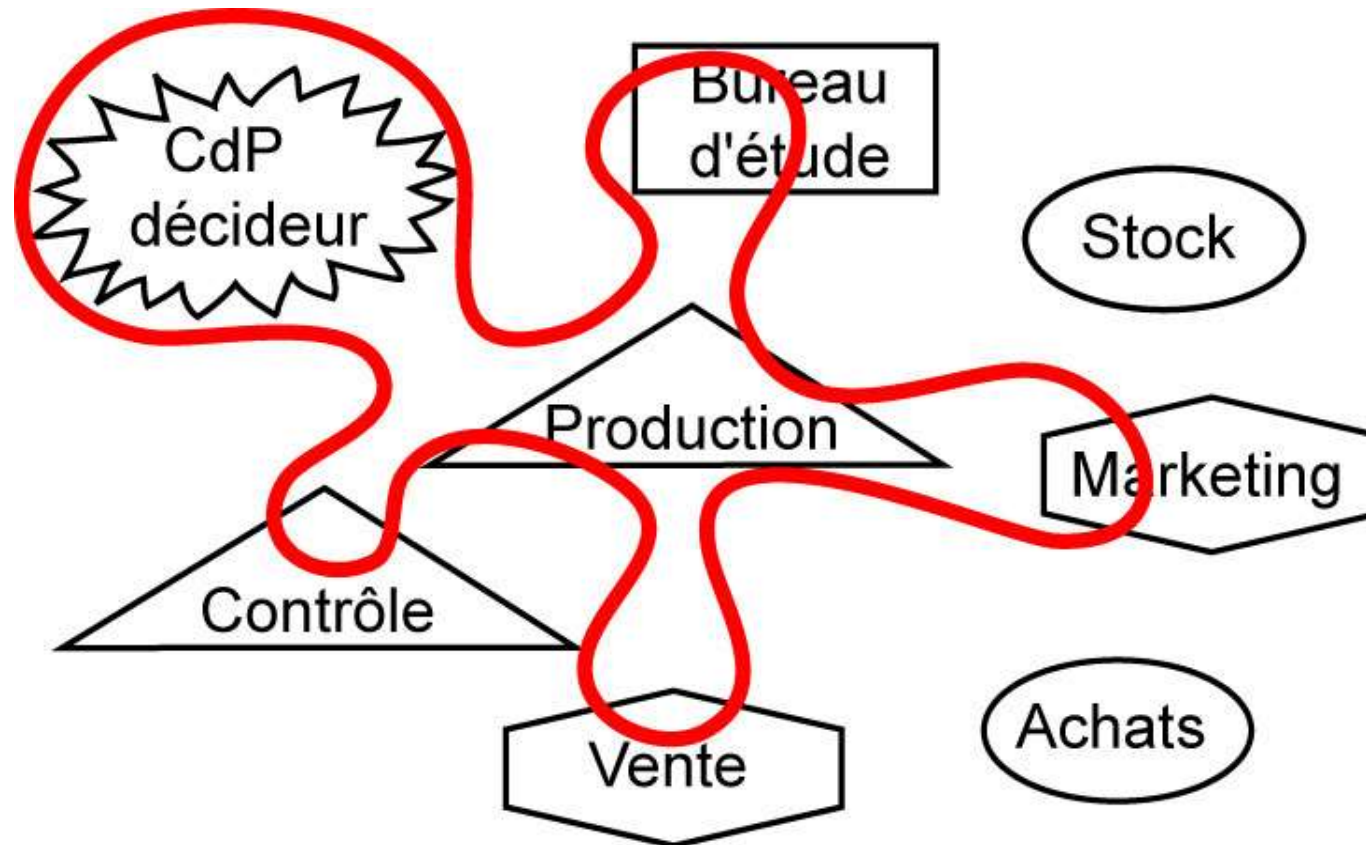 CdP
décideur
Bureau
d'étude
Stock
Production
Marketing
Contrôle
Vente
Achats